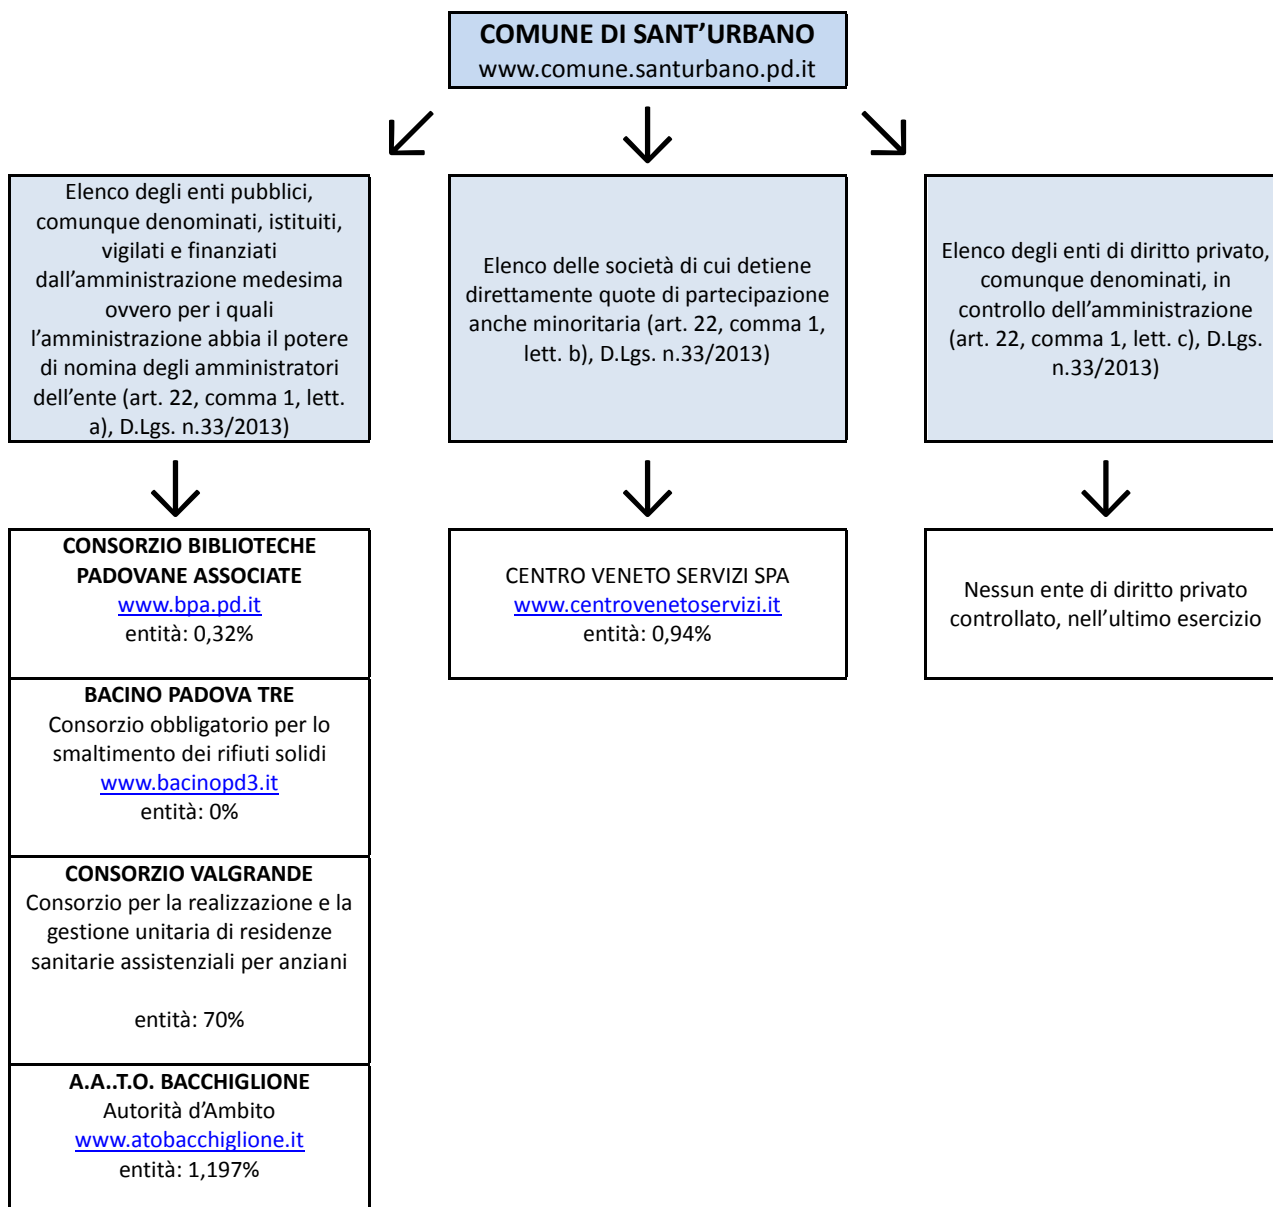 COMUNE DI SANT’URBANO
www.comune.santurbano.pd.it
Elenco degli enti pubblici,
comunque denominati, istituiti,
vigilati e finanziati
dall’amministrazione medesima
ovvero per i quali
l’amministrazione abbia il potere
di nomina degli amministratori
dell’ente (art. 22, comma 1, lett.
a), D.Lgs. n.33/2013)
Elenco delle società di cui detiene
direttamente quote di partecipazione
anche minoritaria (art. 22, comma 1,
lett. b), D.Lgs. n.33/2013)
Elenco degli enti di diritto privato,
comunque denominati, in
controllo dell’amministrazione
(art. 22, comma 1, lett. c), D.Lgs.
n.33/2013)
CONSORZIO BIBLIOTECHE
PADOVANE ASSOCIATE
www.bpa.pd.it
entità: 0,32%
CENTRO VENETO SERVIZI SPA
www.centrovenetoservizi.it
entità: 0,94%
Nessun ente di diritto privato
controllato, nell’ultimo esercizio
BACINO PADOVA TRE
Consorzio obbligatorio per lo
smaltimento dei rifiuti solidi
www.bacinopd3.it
entità: 0%
CONSORZIO VALGRANDE
Consorzio per la realizzazione e la
gestione unitaria di residenze
sanitarie assistenziali per anziani
entità: 70%
A.A..T.O. BACCHIGLIONE
Autorità d’Ambito
www.atobacchiglione.it
entità: 1,197%